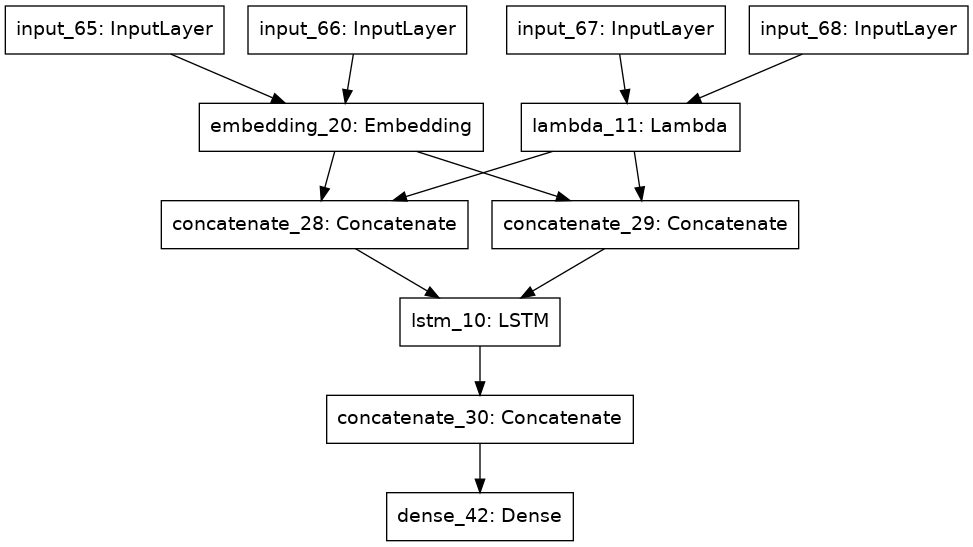 input_65: InputLayer
input_66: InputLayer
input_67: InputLayer
input_68: InputLayer
embedding_20: Embedding
lambda_11: Lambda
concatenate_28: Concatenate
concatenate_29: Concatenate
lstm_10: LSTM
concatenate_30: Concatenate
dense_42: Dense